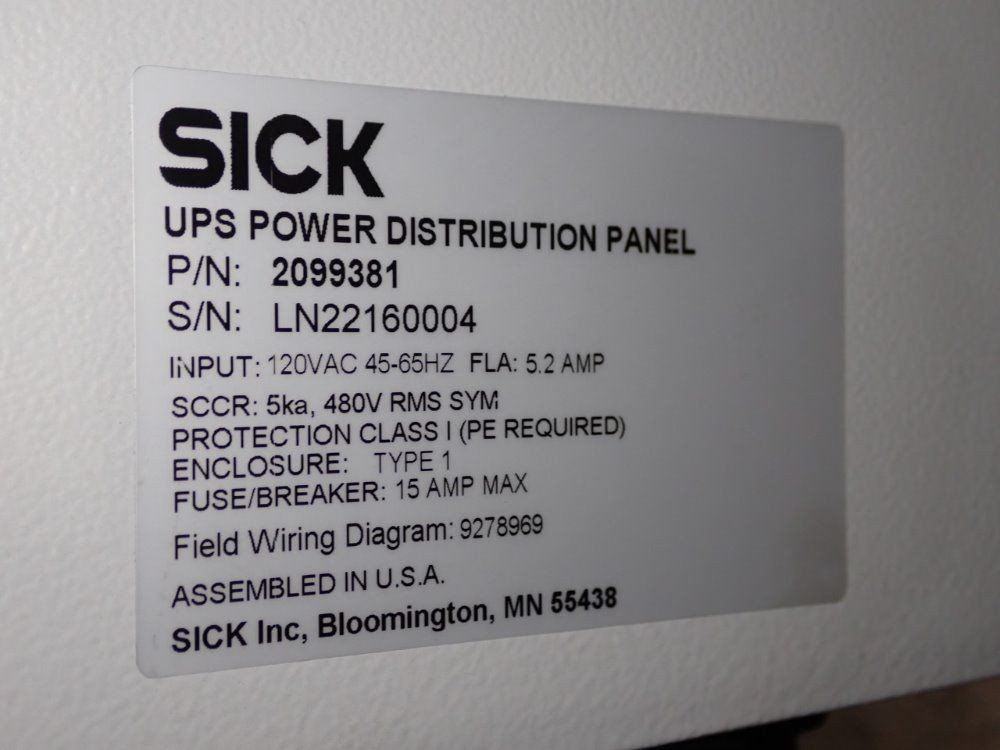 SICK
UPS POWER DISTRIBUTION PANEL
P/N: 2099381
S/N: LN22160004
INPUT: 120VAC 45-65HZ FLA: 5.2 AMP
SCCR: 5ka, 480V RMS SYM
PROTECTION CLASS I (PE REQUIRED)
ENCLOSURE: TYPE 1
FUSE/BREAKER: 15 AMP MAX
Field Wiring Diagram: 9278969
ASSEMBLED IN U.S.A.
SICK Inc, Bloomington, MN 55438